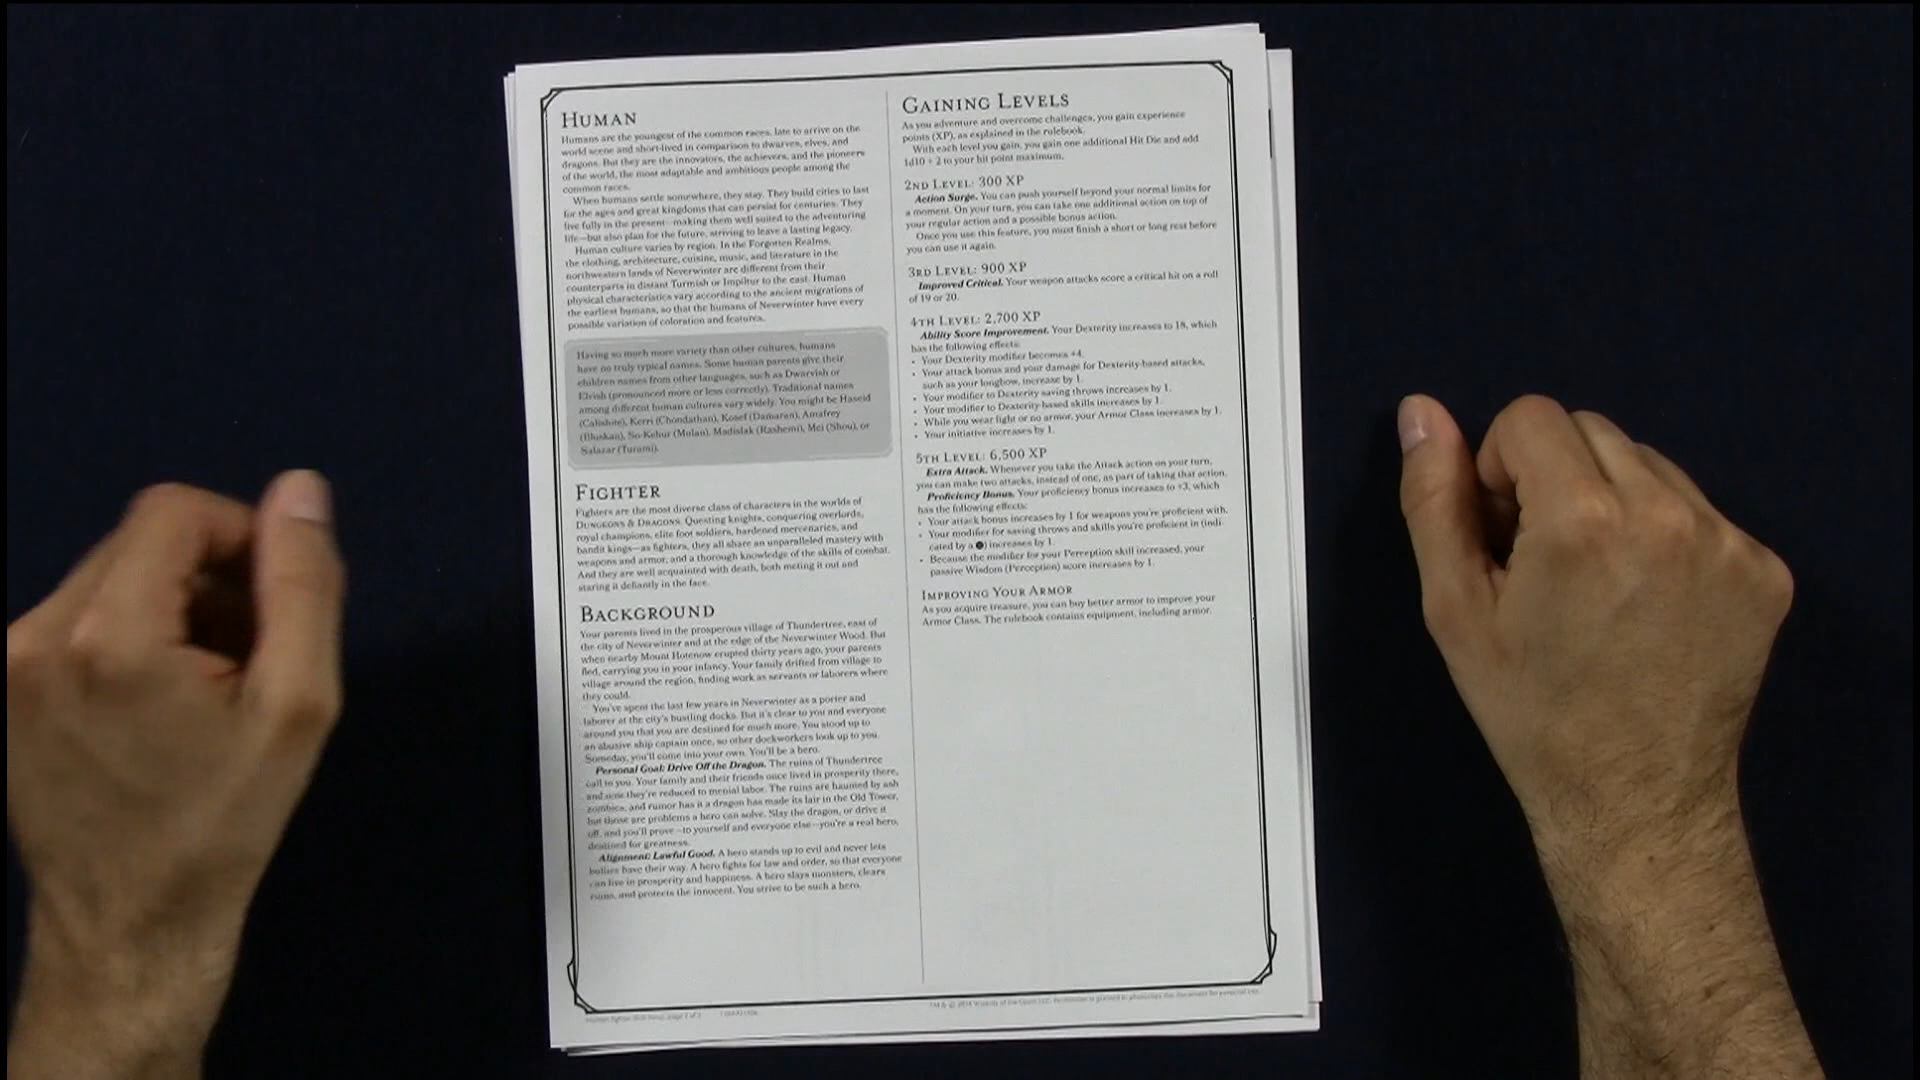 HUMAN
Humans are the youngest of the common races, late to arrive on the
world scene and short-lived in comparison to dwarves, elves, and
dragons. But they are the innovators, the achievers, and the pioneers
of the world, the most adaptable and ambitious people among the
common races.
When humans settle somewhere, they stay. They build cities to last
for the ages and great kingdoms that can persist for centuries. They
live fully in the present—making them well suited to the adventuring
life—but also plan for the future, striving to leave a lasting legacy.
Human culture varies by region. In the Forgotten Realms,
the clothing, architecture, cuisine, music, and literature in the
northwestern lands of Neverwinter are different from their
counterparts in distant Turmish or Impiltur to the east. Human
physical characteristics vary according to the ancient migrations of
the earliest humans, so that the humans of Neverwinter have every
possible variation of coloration and features.
Having so much more variety than other cultures, humans
have no truly typical names. Some human parents give their
children names from other languages, such as Dwarvish or
Elvish (pronounced more or less correctly). Traditional names
among different human cultures vary widely. You might be Haseid
(Calishite), Kerri (Chondathan), Kosef (Damaran), Amafrey
(Illuskan), So-Kehur (Mulan), Madislak (Rashemi), Mei (Shou), or
Salazar (Turami).
FIGHTER
Fighters are the most diverse class of characters in the worlds of
DUNGEONS & DRAGONS. Questing knights, conquering overlords,
royal champions, elite foot soldiers, hardened mercenaries, and
bandit kings—as fighters, they all share an unparalleled mastery with
weapons and armor, and a thorough knowledge of the skills of combat.
And they are well acquainted with death, both meting it out and
staring it defiantly in the face.
BACKGROUND
Your parents lived in the prosperous village of Thundertree, east of
the city of Neverwinter and at the edge of the Neverwinter Wood. But
when nearby Mount Hotenow erupted thirty years ago, your parents
fled, carrying you in your infancy. Your family drifted from village to
village around the region, finding work as servants or laborers where
they could.
You've spent the last few years in Neverwinter as a porter and
laborer at the city's bustling docks. But it's clear to you and everyone
around you that you are destined for much more. You stood up to
an abusive ship captain once, so other dockworkers look up to you.
Someday, you'll come into your own. You'll be a hero.
Personal Goal: Drive Off the Dragon. The ruins of Thundertree
call to you. Your family and their friends once lived in prosperity there,
and now they're reduced to menial labor. The ruins are haunted by ash
zombies, and rumor has it a dragon has made its lair in the Old Tower,
but those are problems a hero can solve. Slay the dragon, or drive it
off, and you'll prove—to yourself and everyone else—you're a real hero,
destined for greatness.
Alignment: Lawful Good. A hero stands up to evil and never lets
bullies have their way. A hero fights for law and order, so that everyone
can live in prosperity and happiness. A hero slays monsters, clears
ruins, and protects the innocent. You strive to be such a hero.
GAINING LEVELS
As you adventure and overcome challenges, you gain experience
points (XP), as explained in the rulebook.
With each level you gain, you gain one additional Hit Die and add
1d10 + 2 to your hit point maximum.
2ND LEVEL: 300 XP
Action Surge. You can push yourself beyond your normal limits for
a moment. On your turn, you can take one additional action on top of
your regular action and a possible bonus action.
Once you use this feature, you must finish a short or long rest before
you can use it again.
3RD LEVEL: 900 XP
Improved Critical. Your weapon attacks score a critical hit on a roll
of 19 or 20.
4TH LEVEL: 2,700 XP
Ability Score Improvement. Your Dexterity increases to 18, which
has the following effects:
• Your Dexterity modifier becomes +4.
• Your attack bonus and your damage for Dexterity-based attacks,
such as your longbow, increase by 1.
• Your modifier to Dexterity saving throws increases by 1.
• Your modifier to Dexterity-based skills increases by 1.
• While you wear light or no armor, your Armor Class increases by 1.
• Your initiative increases by 1.
5TH LEVEL: 6,500 XP
Extra Attack. Whenever you take the Attack action on your turn,
you can make two attacks, instead of one, as part of taking that action.
Proficiency Bonus. Your proficiency bonus increases to +3, which
has the following effects:
• Your attack bonus increases by 1 for weapons you're proficient with.
• Your modifier for saving throws and skills you're proficient in (indi-
cated by a ●) increases by 1.
• Because the modifier for your Perception skill increased, your
passive Wisdom (Perception) score increases by 1.
IMPROVING YOUR ARMOR
As you acquire treasure, you can buy better armor to improve your
Armor Class. The rulebook contains equipment, including armor.
TM & © 2014 Wizards of the Coast LLC. Permission is granted to photocopy this document for personal use.